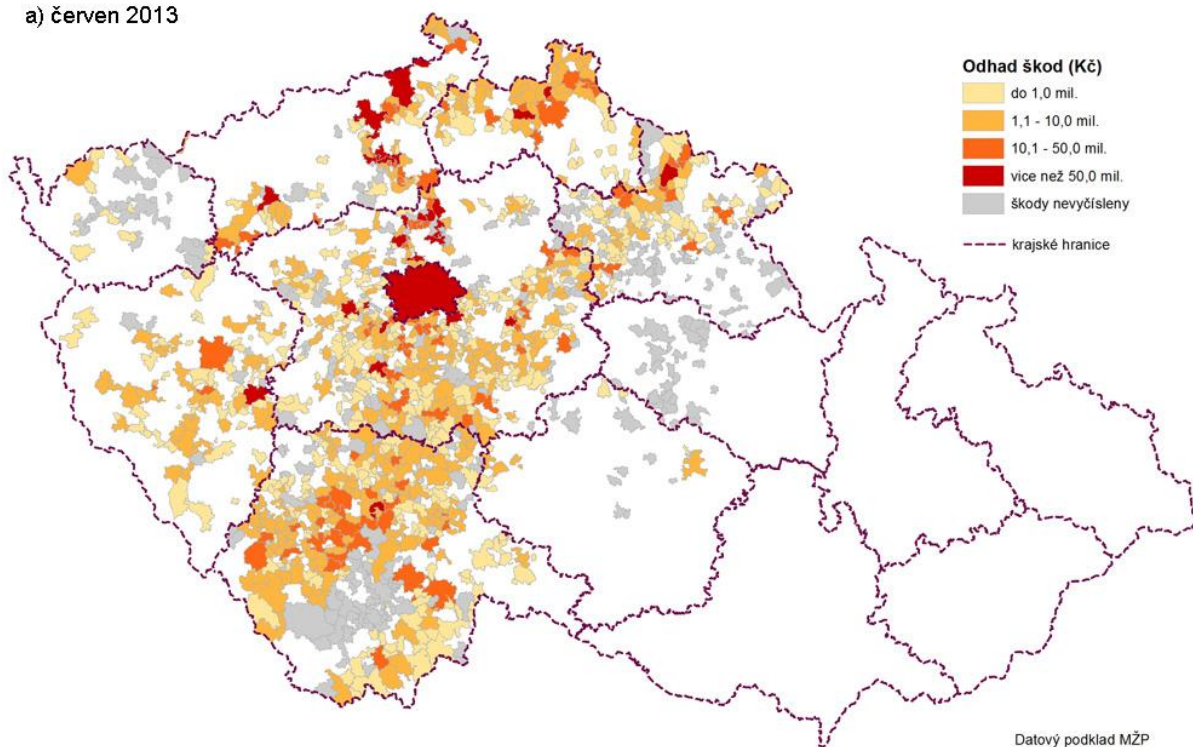 a) červen 2013
Odhad škod (Kč)
do 1,0 mil.
1,1 - 10,0 mil.
10,1 - 50,0 mil.
vice než 50,0 mil.
škody nevyčísleny
krajské hranice
Datový podklad MŽP